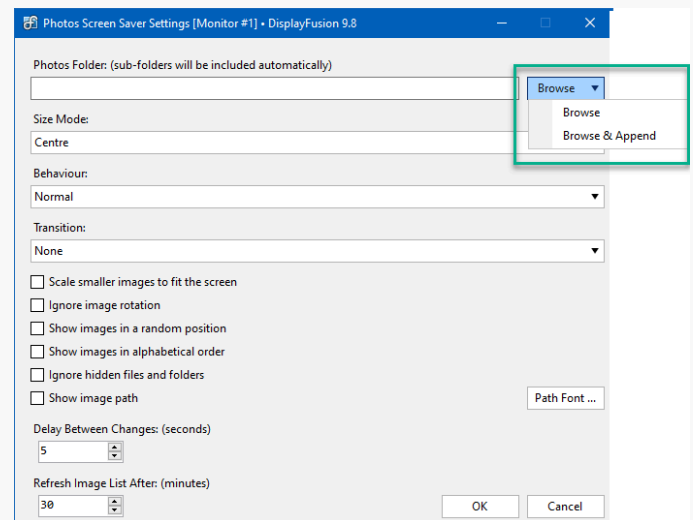 Photos Screen Saver Settings [Monitor #1] • DisplayFusion 9.8
Photos Folder: (sub-folders will be included automatically)
Browse
Browse
Browse & Append
Size Mode:
Centre
Behaviour:
Normal
Transition:
None
Scale smaller images to fit the screen
Ignore image rotation
Show images in a random position
Show images in alphabetical order
Ignore hidden files and folders
Show image path
Path Font ...
Delay Between Changes: (seconds)
5
Refresh Image List After: (minutes)
30
OK
Cancel